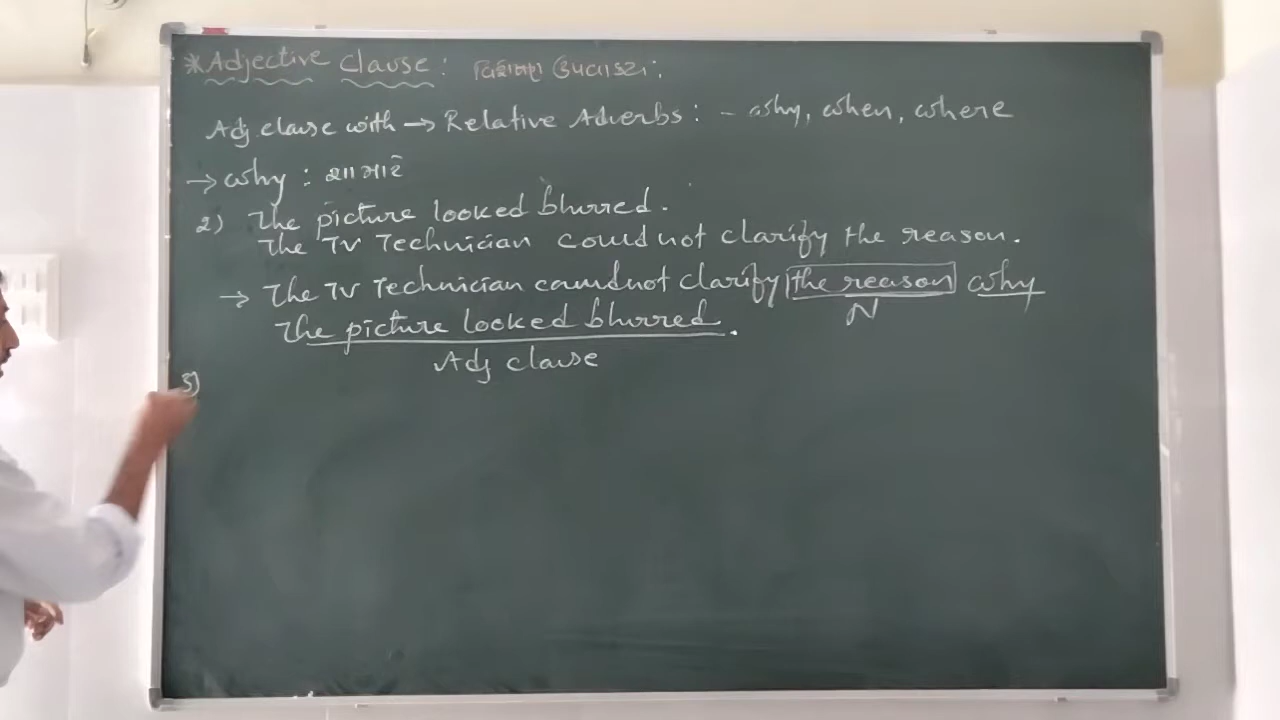 *Adjective Clause : વિશેષણ ઉપવાક્ય:
Adj clause with → Relative Adverbs : - why, when, where
→ why : શા માટે
2) The picture looked blurred.
The TV Technician could not clarify the reason.
→ The TV Technician could not clarify the reason why
N
The picture looked blurred.
Adj clause
3)